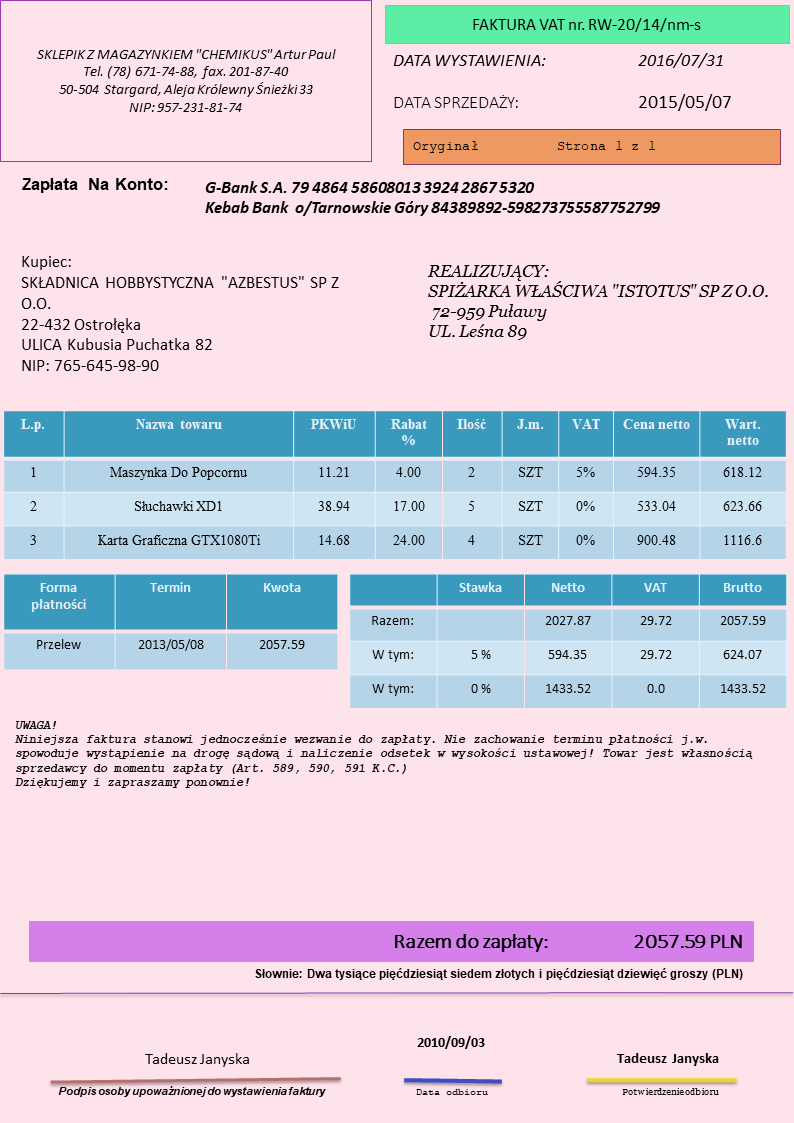 FAKTURA VAT nr. RW-20/14/nm-s
SKLEPIK Z MAGAZYNKIEM "CHEMIKUS" Artur Paul
Tel. (78) 671-74-88, fax. 201-87-40
50-504 Stargard, Aleja Królewny Śnieżki 33
NIP: 957-231-81-74
DATA WYSTAWIENIA: 2016/07/31
DATA SPRZEDAŻY: 2015/05/07
Oryginał Strona 1 z 1
Zapłata Na Konto: G-Bank S.A. 79 4864 58608013 3924 2867 5320
Kebab Bank o/Tarnowskie Góry 84389892-598273755587752799
Kupiec:
SKŁADNICA HOBBYSTYCZNA "AZBESTUS" SP Z
O.O.
22-432 Ostrołęka
ULICA Kubusia Puchatka 82
NIP: 765-645-98-90
REALIZUJĄCY:
SPIŻARKA WŁAŚCIWA "ISTOTUS" SP Z O.O.
72-959 Puławy
UL. Leśna 89
L.p. Nazwa towaru PKWiU Rabat % Ilość J.m. VAT Cena netto Wart. netto
1 Maszynka Do Popcornu 11.21 4.00 2 SZT 5% 594.35 618.12
2 Słuchawki XD1 38.94 17.00 5 SZT 0% 533.04 623.66
3 Karta Graficzna GTX1080Ti 14.68 24.00 4 SZT 0% 900.48 1116.6
Forma płatności Termin Kwota
Przelew 2013/05/08 2057.59
Stawka Netto VAT Brutto
Razem: 2027.87 29.72 2057.59
W tym: 5 % 594.35 29.72 624.07
W tym: 0 % 1433.52 0.0 1433.52
UWAGA!
Niniejsza faktura stanowi jednocześnie wezwanie do zapłaty. Nie zachowanie terminu płatności j.w.
spowoduje wystąpienie na drogę sądową i naliczenie odsetek w wysokości ustawowej! Towar jest własnością
sprzedawcy do momentu zapłaty (Art. 589, 590, 591 K.C.)
Dziękujemy i zapraszamy ponownie!
Razem do zapłaty: 2057.59 PLN
Słownie: Dwa tysiące pięćdziesiąt siedem złotych i pięćdziesiąt dziewięć groszy (PLN)
2010/09/03
Tadeusz Janyska Tadeusz Janyska
Podpis osoby upoważnionej do wystawienia faktury Data odbioru Potwierdzenieodbioru